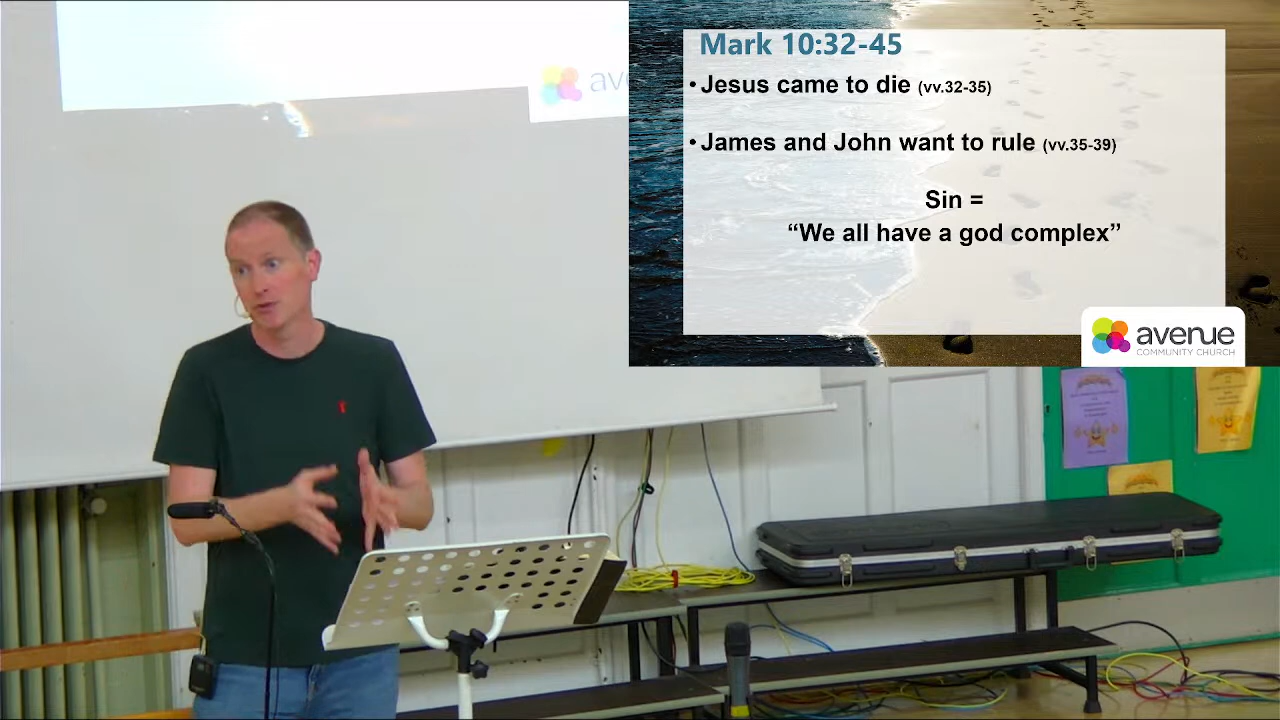 Mark 10:32-45
•Jesus came to die (vv.32-35)
•James and John want to rule (vv.35-39)
Sin =
“We all have a god complex”
avenue
COMMUNITY CHURCH
av